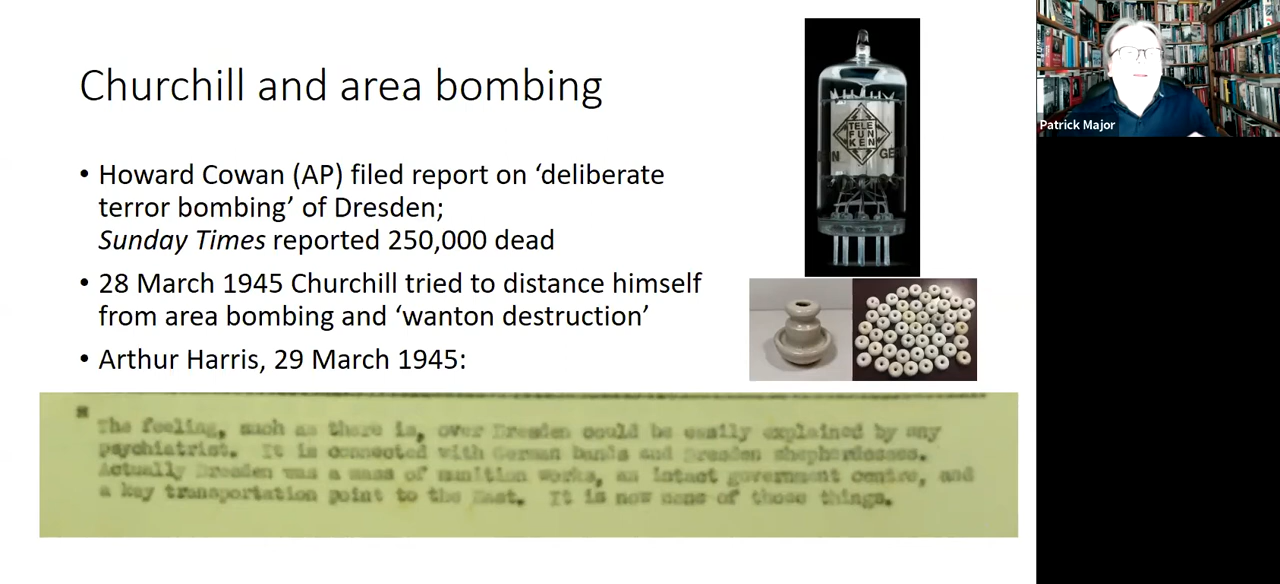 Churchill and area bombing
• Howard Cowan (AP) filed report on ‘deliberate
terror bombing’ of Dresden;
Sunday Times reported 250,000 dead
• 28 March 1945 Churchill tried to distance himself
from area bombing and ‘wanton destruction’
• Arthur Harris, 29 March 1945:
The feeling, such as there is, over Dresden could be easily explained by any
psychiatrist. It is connected with German bands and Dresden shepherdesses.
Actually Dresden was a mass of munition works, an intact government centre, and
a key transportation point to the East. It is now none of those things.
TELE
FUN
KEN
Patrick Major